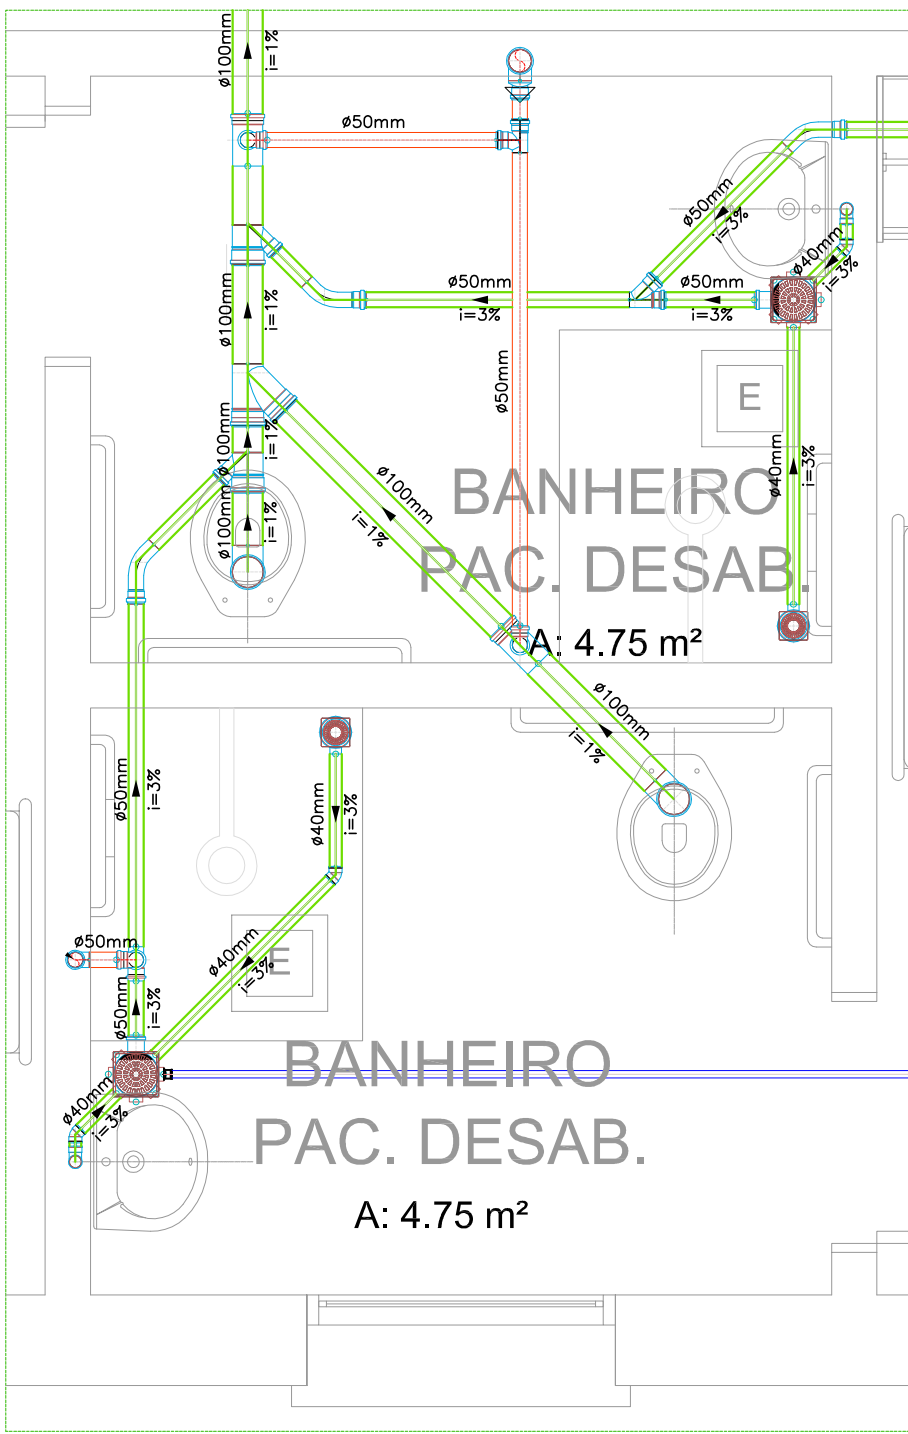 ø100mm
i=1%
ø50mm
ø50mm
i=3%
ø40mm
i=3%
ø50mm
i=3%
ø50mm
i=3%
ø100mm
i=1%
ø50mm
E
ø100mm
i=1%
ø100mm
i=1%
ø40mm
i=3%
BANHEIRO
PAC. DESAB.
A: 4.75 m²
ø100mm
i=1%
ø100mm
i=1%
ø50mm
i=3%
ø40mm
i=3%
ø50mm
ø40mm
i=3%
E
ø50mm
i=3%
ø40mm
i=3%
BANHEIRO
PAC. DESAB.
A: 4.75 m²